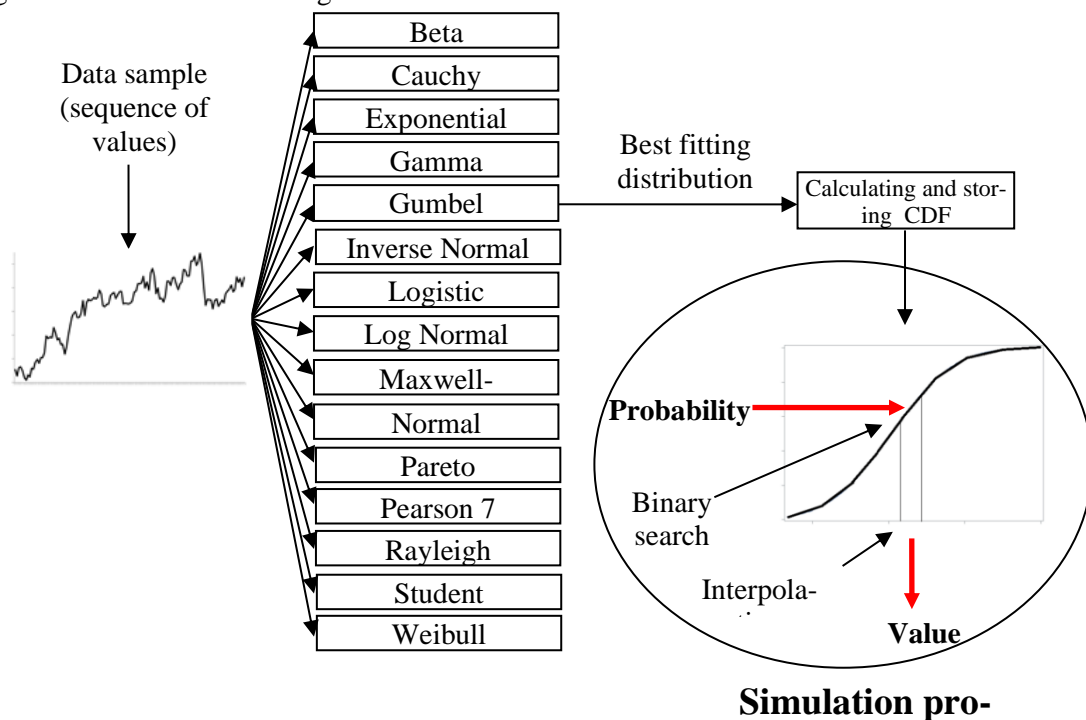 Beta
Data sample
(sequence of
values)
Cauchy
Exponential
Gamma
Gumbel
Inverse Normal
Logistic
Log Normal
Maxwell-
Normal
Pareto
Pearson 7
Rayleigh
Student
Weibull
Best fitting
distribution
Calculating and stor-
ing CDF
Probability
Binary
search
Interpola-
Value
Simulation pro-